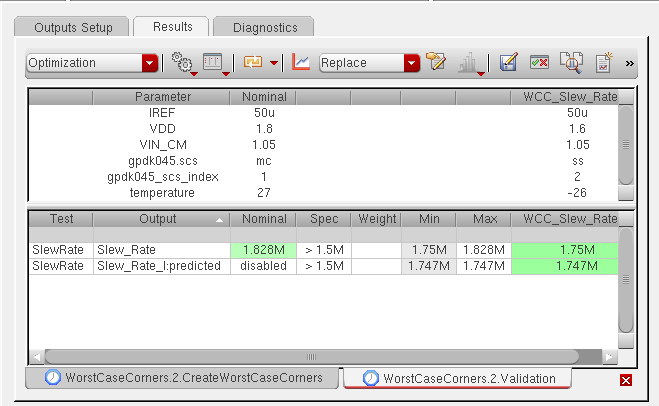 Outputs Setup Results Diagnostics
Optimization Replace »
Parameter Nominal WCC_Slew_Rate
IREF 50u 50u
VDD 1.8 1.6
VIN_CM 1.05 1.05
gpdk045.scs mc ss
gpdk045_scs_index 1 2
temperature 27 -26
Test Output Nominal Spec Weight Min Max WCC_Slew_Rate
SlewRate Slew_Rate 1.828M > 1.5M 1.75M 1.828M 1.75M
SlewRate Slew_Rate_I:predicted disabled > 1.5M 1.747M 1.747M 1.747M
WorstCaseCorners.2.CreateWorstCaseCorners WorstCaseCorners.2.Validation